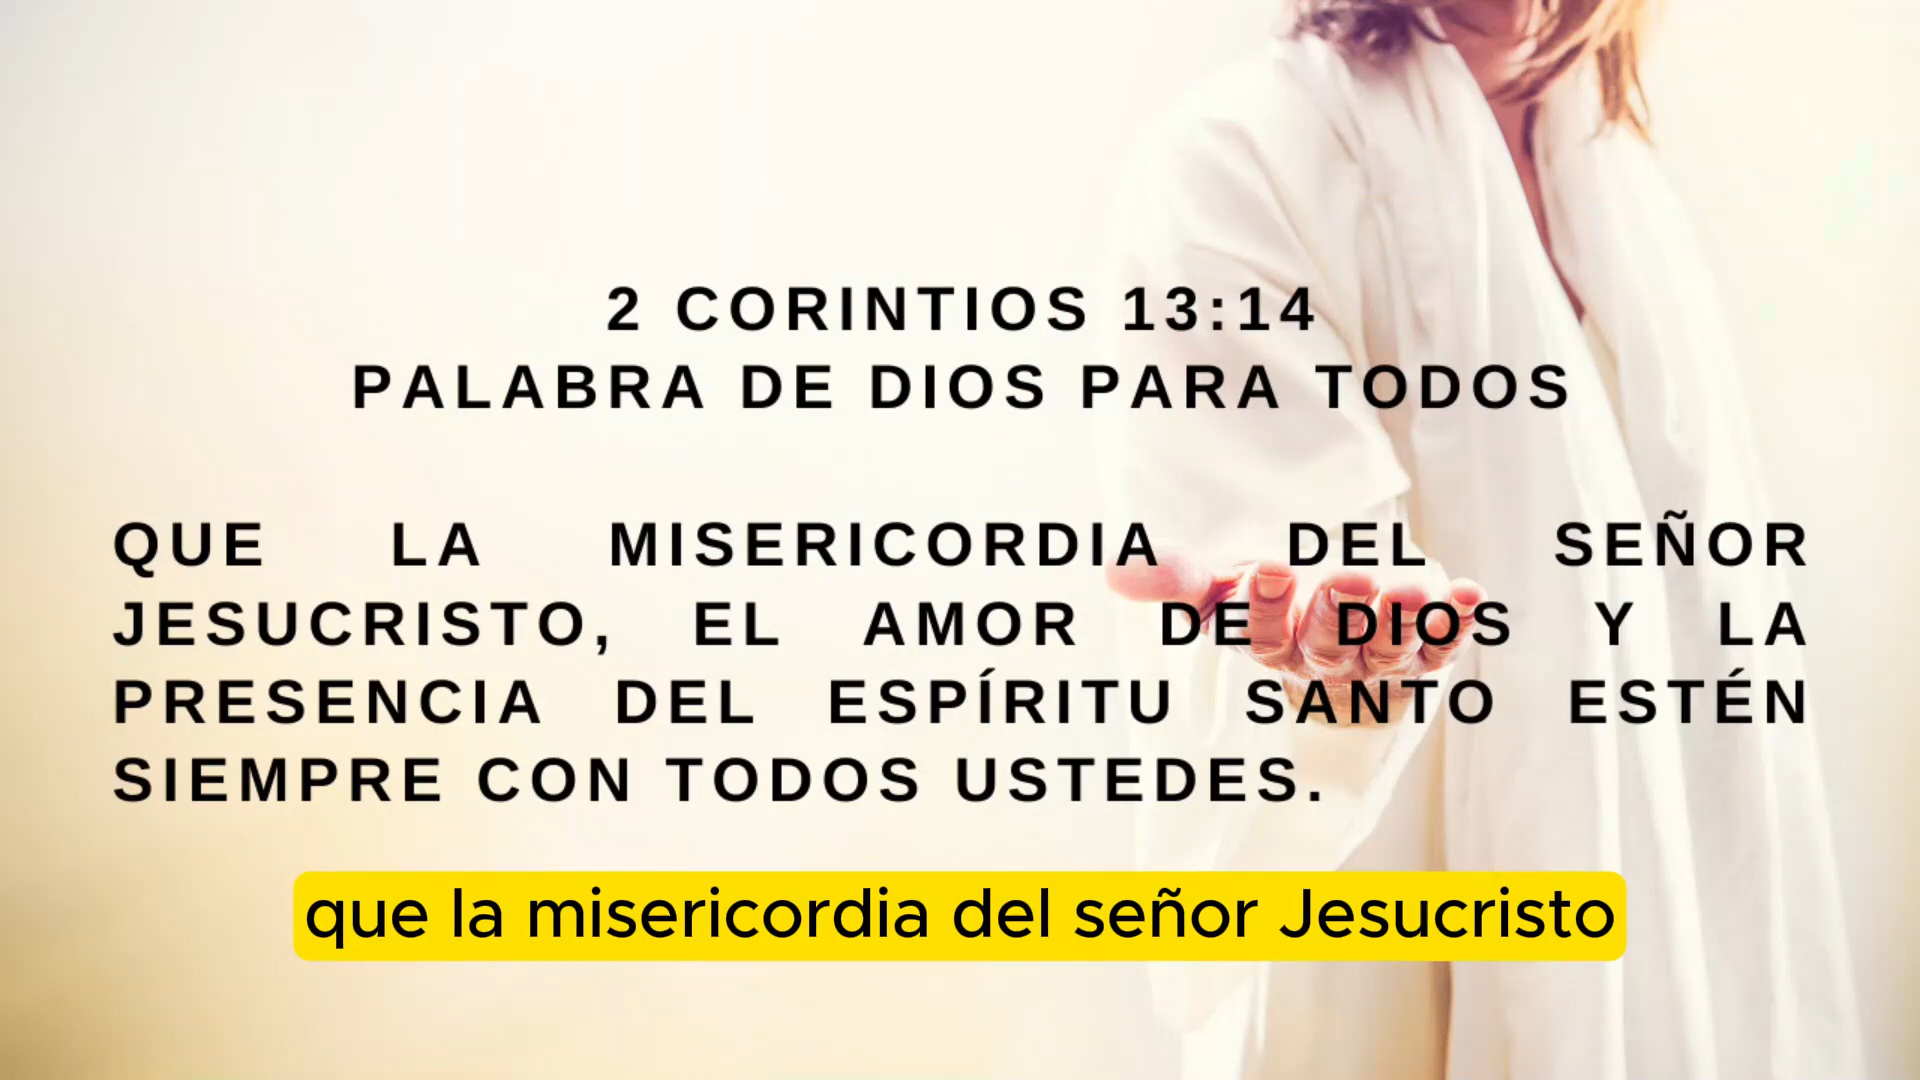 2 CORINTIOS 13:14
PALABRA DE DIOS PARA TODOS
QUE LA MISERICORDIA DEL SEÑOR
JESUCRISTO, EL AMOR DE DIOS Y LA
PRESENCIA DEL ESPÍRITU SANTO ESTÉN
SIEMPRE CON TODOS USTEDES.
que la misericordia del señor Jesucristo